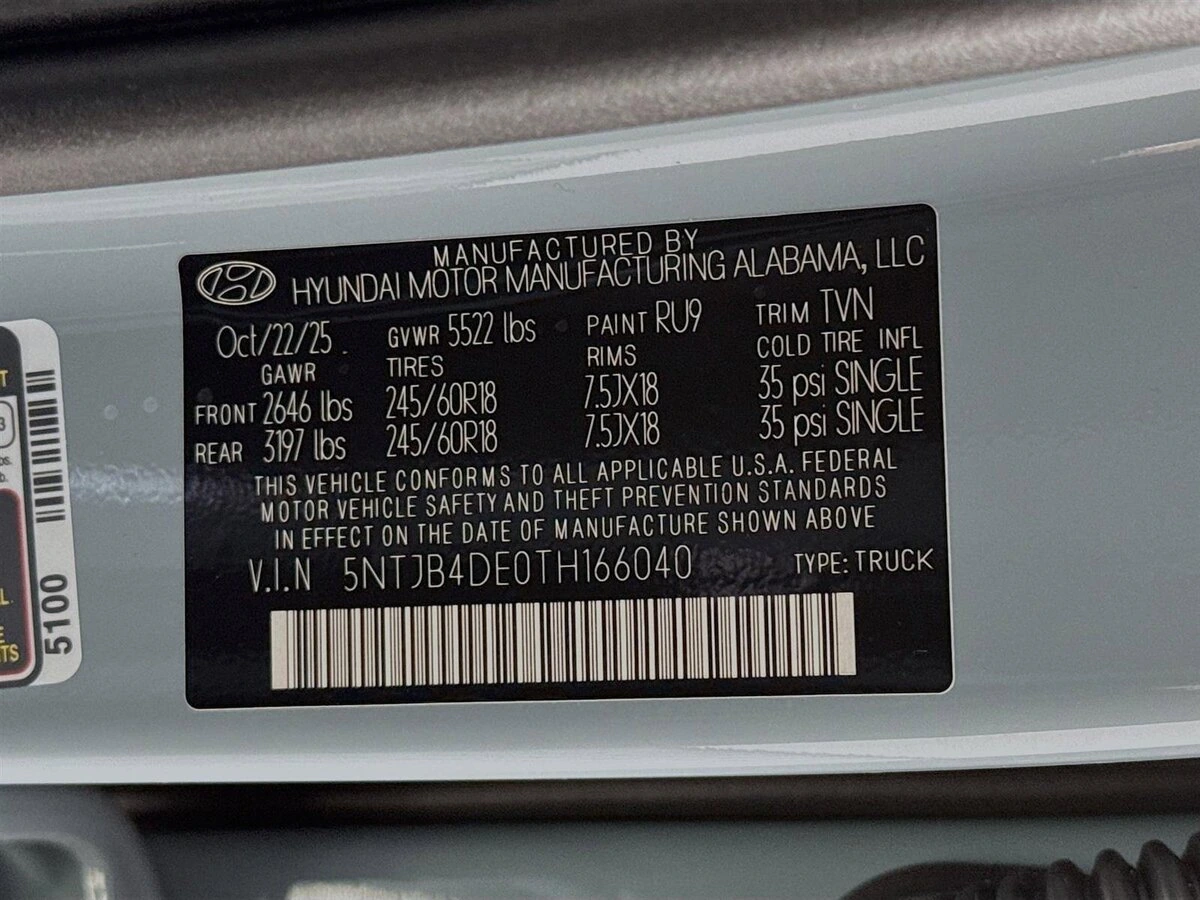 MANUFACTURED BY
HYUNDAI MOTOR MANUFACTURING ALABAMA, LLC
Oct/22/25 GVWR 5522 lbs PAINT RU9 TRIM TVN
GAWR TIRES RIMS COLD TIRE INFL
FRONT 2646 lbs 245/60R18 7.5JX18 35 psi SINGLE
REAR 3197 lbs 245/60R18 7.5JX18 35 psi SINGLE
THIS VEHICLE CONFORMS TO ALL APPLICABLE U.S.A. FEDERAL
MOTOR VEHICLE SAFETY AND THEFT PREVENTION STANDARDS
IN EFFECT ON THE DATE OF MANUFACTURE SHOWN ABOVE
V.I.N 5NTJB4DE0TH166040 TYPE: TRUCK
5100